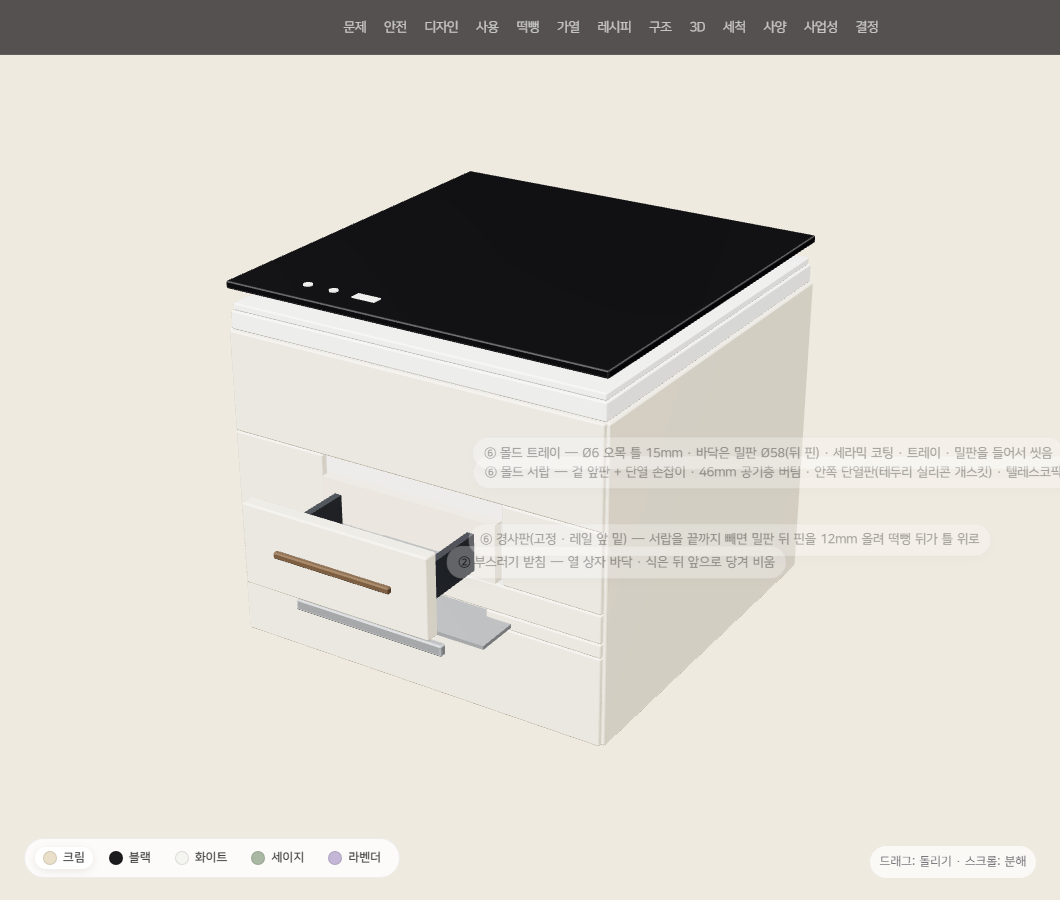 문제 안전 디자인 사용 떡뻥 가열 레시피 구조 3D 세척 사양 사업성 결정
⑥ 몰드 트레이 — Ø6 오목 틀 15mm · 바닥은 밀판 Ø58(뒤 핀) · 세라믹 코팅 · 트레이 · 밀판을 들어서 씻음
⑥ 몰드 서랍 — 겉 앞판 + 단열 손잡이 · 46mm 공기층 버팀 · 안쪽 단열판(테두리 실리콘 개스킷) · 텔레스코픽
⑥ 경사판(고정 · 레일 앞 밑) — 서랍을 끝까지 빼면 밀판 뒤 핀을 12mm 올려 떡뻥 뒤가 틀 위로
② 부스러기 받침 — 열 상자 바닥 · 식은 뒤 앞으로 당겨 비움
크림 블랙 화이트 세이지 라벤더
드래그: 돌리기 · 스크롤: 분해